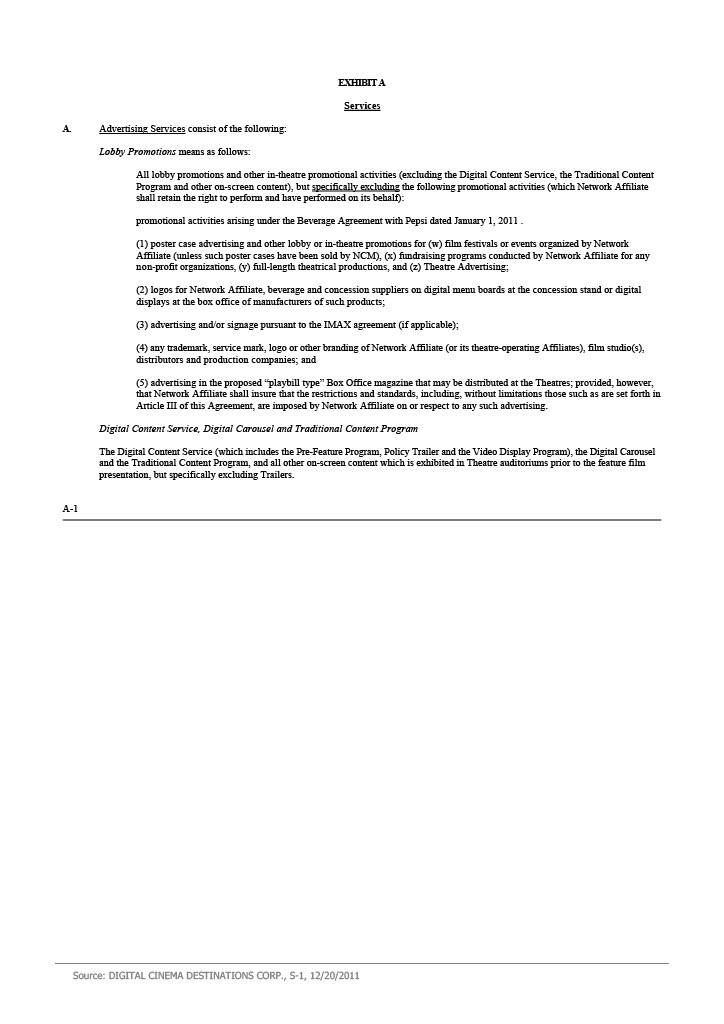 EXHIBIT A
Services
A. Advertising Services consist of the following:
Lobby Promotions means as follows:
All lobby promotions and other in-theatre promotional activities (excluding the Digital Content Service, the Traditional Content
Program and other on-screen content), but specifically excluding the following promotional activities (which Network Affiliate
shall retain the right to perform and have performed on its behalf):
promotional activities arising under the Beverage Agreement with Pepsi dated January 1, 2011 .
(1) poster case advertising and other lobby or in-theatre promotions for (w) film festivals or events organized by Network
Affiliate (unless such poster cases have been sold by NCM), (x) fundraising programs conducted by Network Affiliate for any
non-profit organizations, (y) full-length theatrical productions, and (z) Theatre Advertising;
(2) logos for Network Affiliate, beverage and concession suppliers on digital menu boards at the concession stand or digital
displays at the box office of manufacturers of such products;
(3) advertising and/or signage pursuant to the IMAX agreement (if applicable);
(4) any trademark, service mark, logo or other branding of Network Affiliate (or its theatre-operating Affiliates), film studio(s),
distributors and production companies; and
(5) advertising in the proposed “playbill type” Box Office magazine that may be distributed at the Theatres; provided, however,
that Network Affiliate shall insure that the restrictions and standards, including, without limitations those such as are set forth in
Article III of this Agreement, are imposed by Network Affiliate on or respect to any such advertising.
Digital Content Service, Digital Carousel and Traditional Content Program
The Digital Content Service (which includes the Pre-Feature Program, Policy Trailer and the Video Display Program), the Digital Carousel
and the Traditional Content Program, and all other on-screen content which is exhibited in Theatre auditoriums prior to the feature film
presentation, but specifically excluding Trailers.
A-1
Source: DIGITAL CINEMA DESTINATIONS CORP., S-1, 12/20/2011